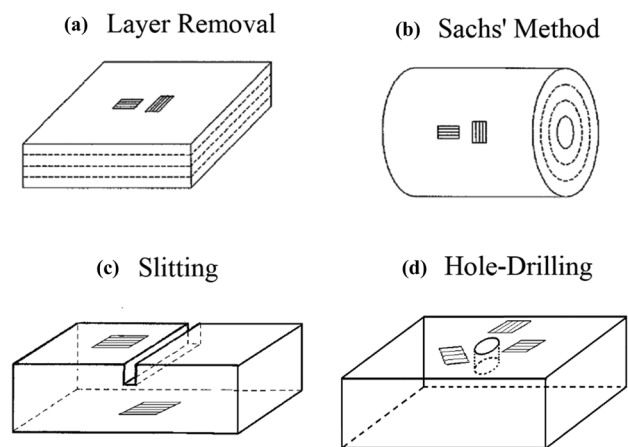 (a) Layer Removal
(b) Sachs' Method
(c) Slitting
(d) Hole-Drilling